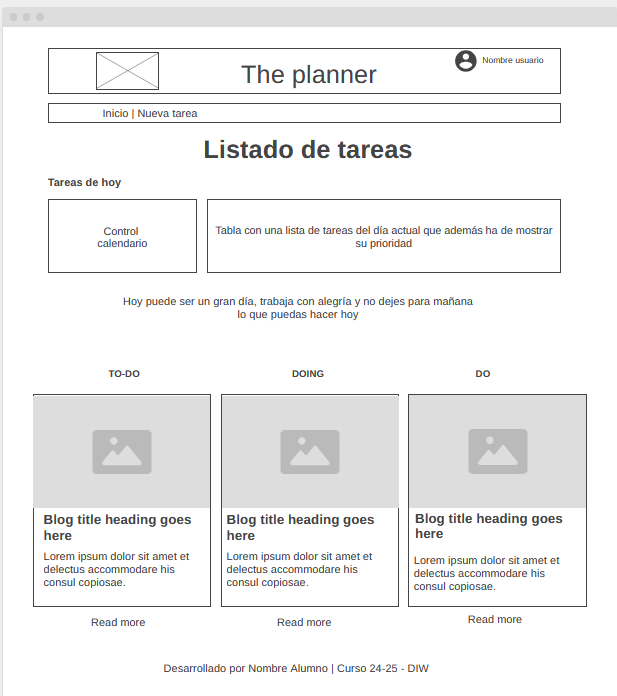 The planner
Nombre usuario
Inicio | Nueva tarea
Listado de tareas
Tareas de hoy
Control
calendario
Tabla con una lista de tareas del día actual que además ha de mostrar
su prioridad
Hoy puede ser un gran día, trabaja con alegría y no dejes para mañana
lo que puedas hacer hoy
TO-DO
DOING
DO
Blog title heading goes
here
Lorem ipsum dolor sit amet et
delectus accommodare his
consul copiosae.
Read more
Blog title heading goes
here
Lorem ipsum dolor sit amet et
delectus accommodare his
consul copiosae.
Read more
Blog title heading goes
here
Lorem ipsum dolor sit amet et
delectus accommodare his
consul copiosae.
Read more
Desarrollado por Nombre Alumno | Curso 24-25 - DIW